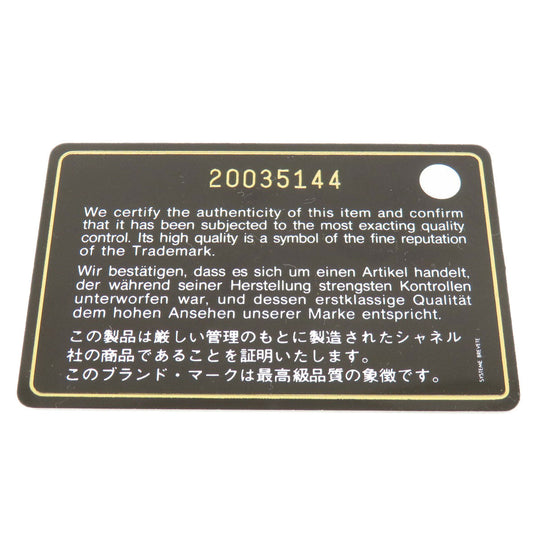 20035144
We certify the authenticity of this item and confirm
that it has been subjected to the most exacting quality
control. Its high quality is a symbol of the fine reputation
of the Trademark.
Wir bestätigen, dass es sich um einen Artikel handelt,
der während seiner Herstellung strengsten Kontrollen
unterworfen war, und dessen erstklassige Qualität
dem hohen Ansehen unserer Marke entspricht.
この製品は厳しい管理のもとに製造されたシャネル
社の商品であることを証明いたします。
このブランド・マークは最高級品質の象徴です。
SYSTEME BREVETE